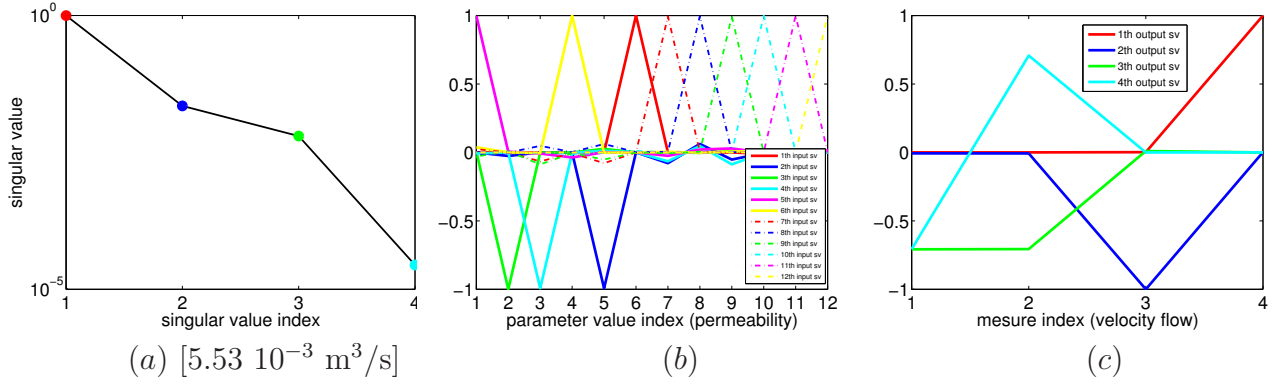 10⁰
10⁻⁵
singular value
1 2 3 4
singular value index
(a) [5.53 10⁻³ m³/s]
1
0.5
0
−0.5
−1
1 2 3 4 5 6 7 8 9 10 11 12
parameter value index (permeability)
1th input sv
2th input sv
3th input sv
4th input sv
5th input sv
6th input sv
7th input sv
8th input sv
9th input sv
10th input sv
11th input sv
12th input sv
(b)
1
0.5
0
−0.5
−1
1 2 3 4
mesure index (velocity flow)
1th output sv
2th output sv
3th output sv
4th output sv
(c)